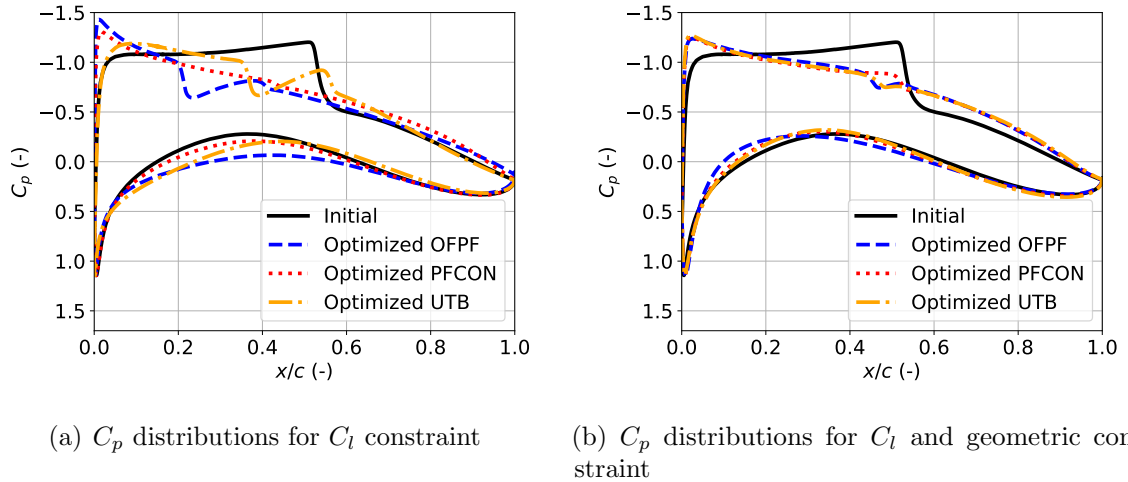 −1.5
−1.0
−0.5
0.0
0.5
1.0
1.5
C_p (-)
0.0 0.2 0.4 0.6 0.8 1.0
x/c (-)
Initial
Optimized OFPF
Optimized PFCON
Optimized UTB
(a) C_p distributions for C_l constraint
−1.5
−1.0
−0.5
0.0
0.5
1.0
1.5
C_p (-)
0.0 0.2 0.4 0.6 0.8 1.0
x/c (-)
Initial
Optimized OFPF
Optimized PFCON
Optimized UTB
(b) C_p distributions for C_l and geometric con
straint